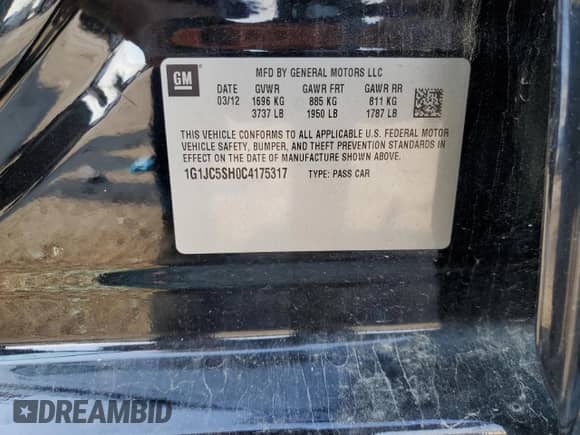 GM
MFD BY GENERAL MOTORS LLC
DATE GVWR GAWR FRT GAWR RR
03/12 1696 KG 885 KG 811 KG
3737 LB 1950 LB 1787 LB
THIS VEHICLE CONFORMS TO ALL APPLICABLE U.S. FEDERAL MOTOR
VEHICLE SAFETY, BUMPER, AND THEFT PREVENTION STANDARDS IN
EFFECT ON THE DATE OF MANUFACTURE SHOWN ABOVE.
1G1JC5SH0C4175317 TYPE: PASS CAR
DREAMBID